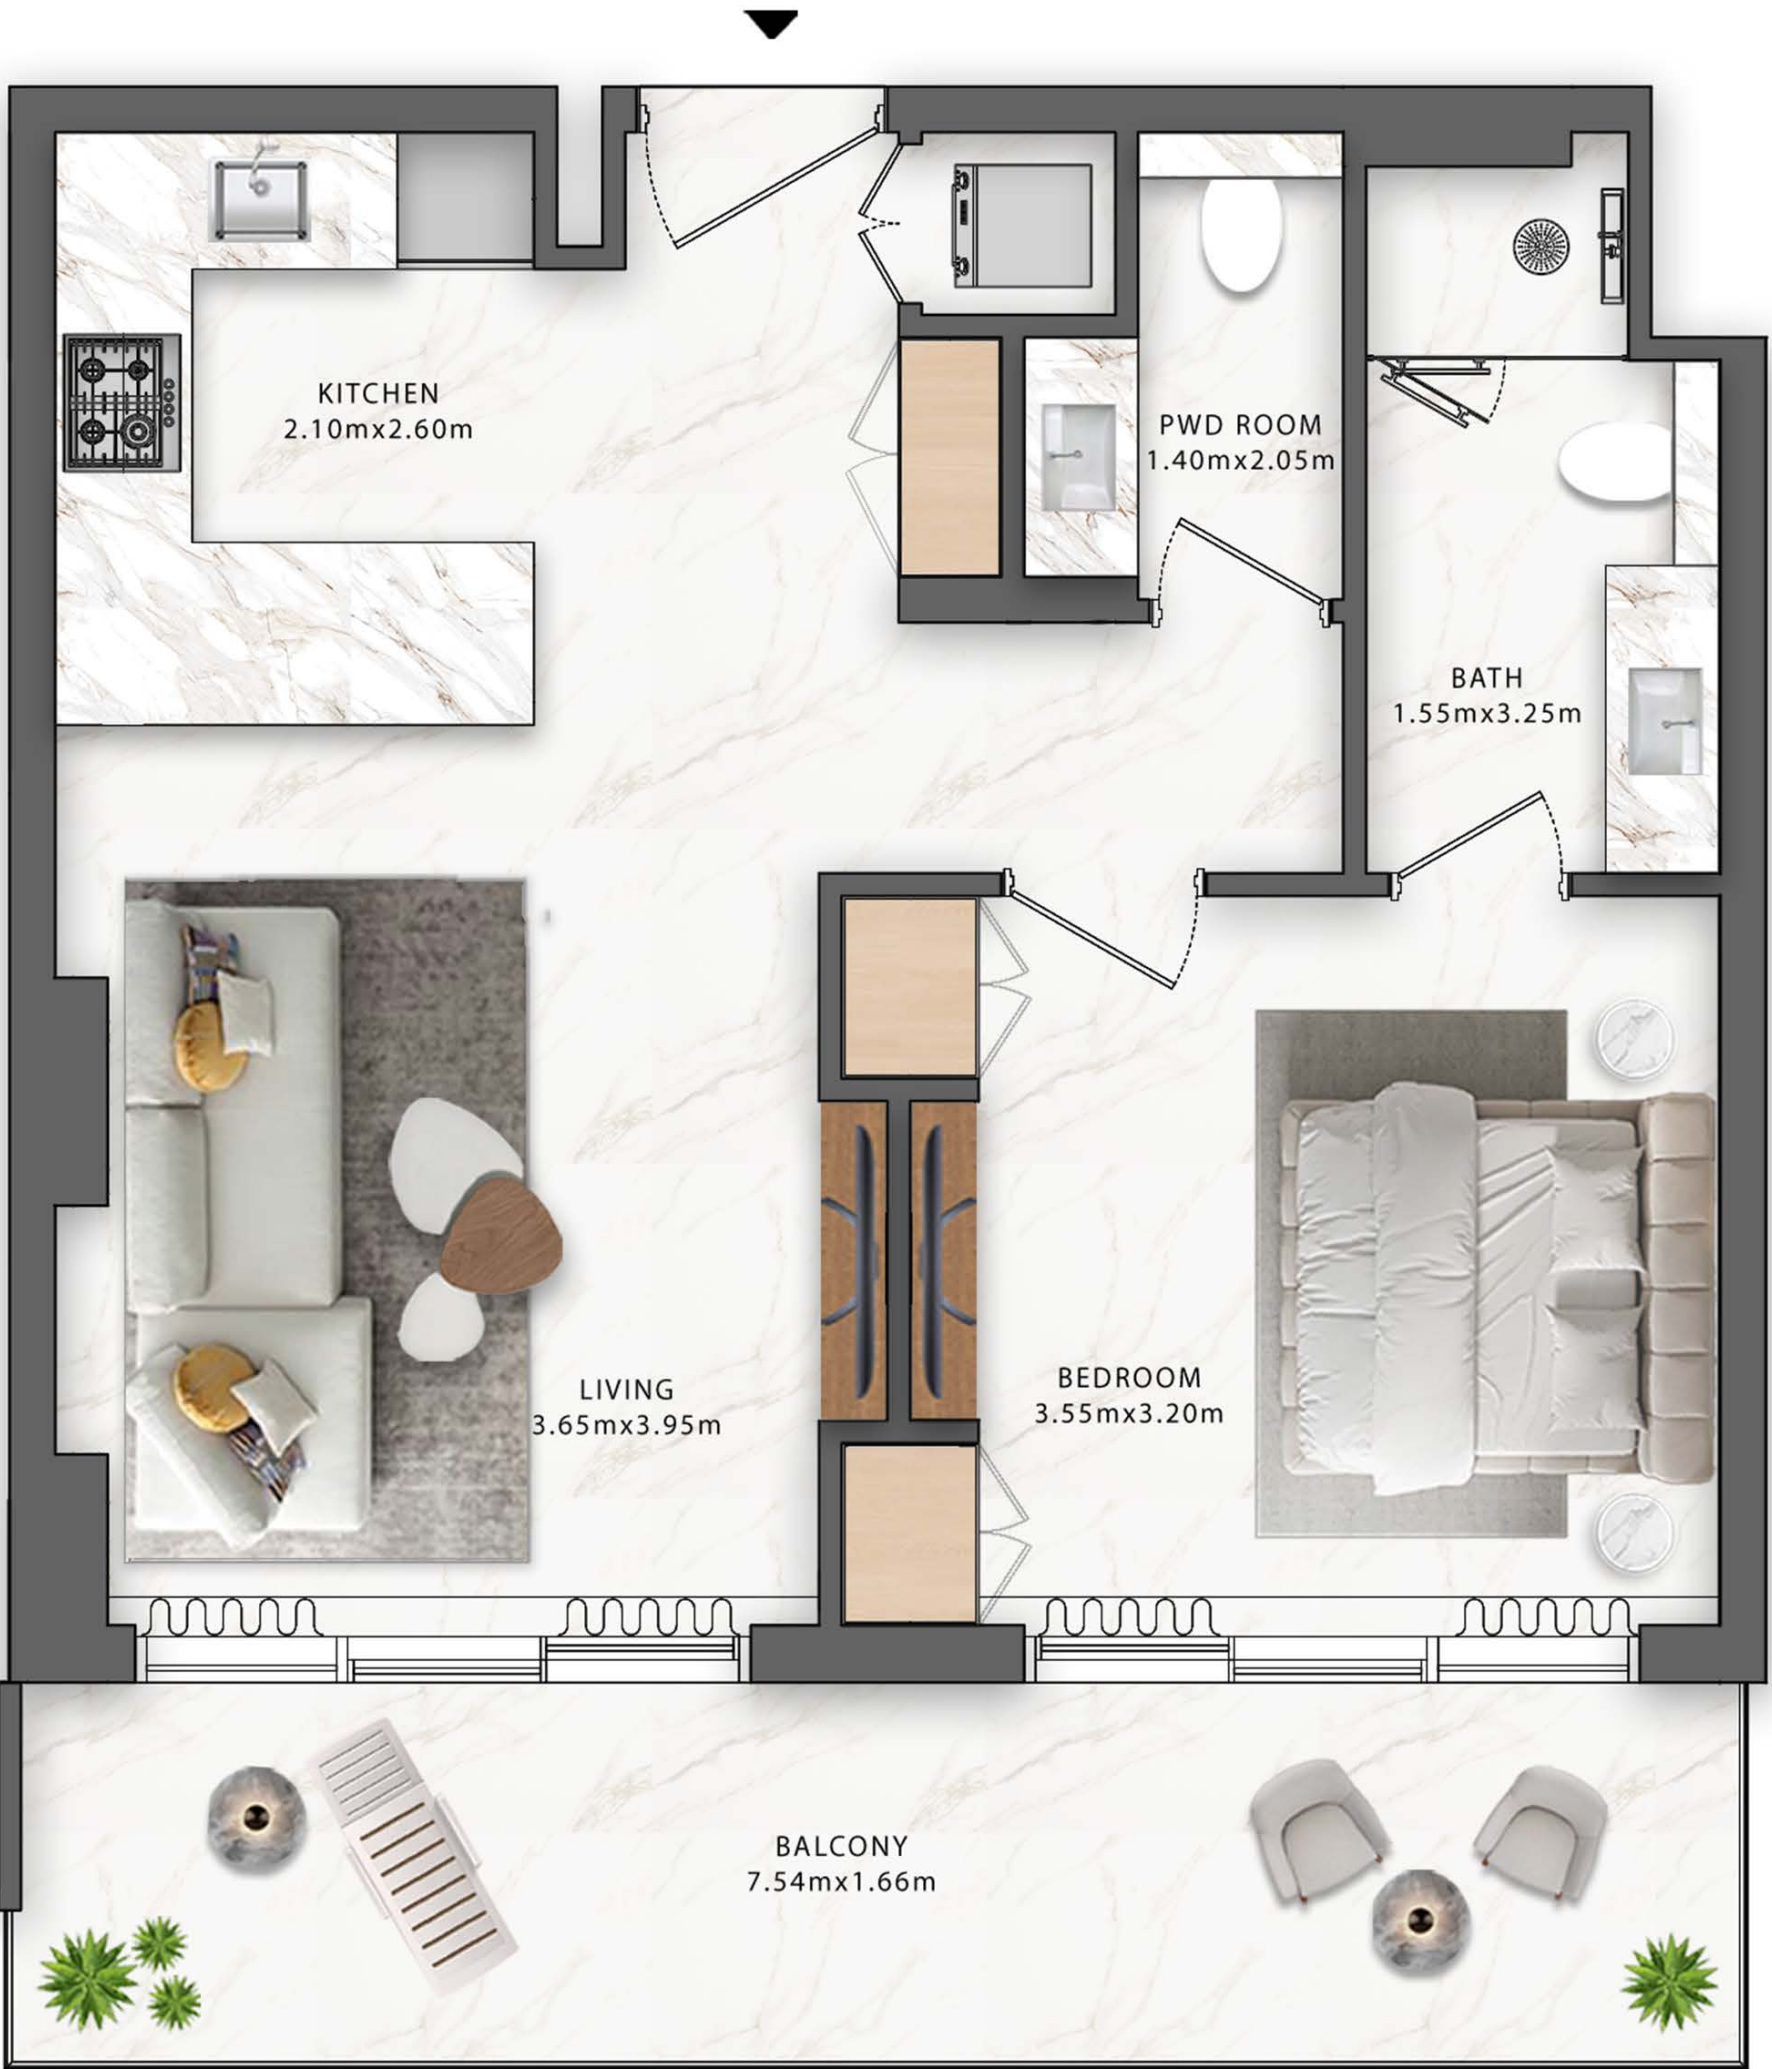 KITCHEN
2.10mx2.60m
PWD ROOM
1.40mx2.05m
BATH
1.55mx3.25m
LIVING
3.65mx3.95m
BEDROOM
3.55mx3.20m
BALCONY
7.54mx1.66m